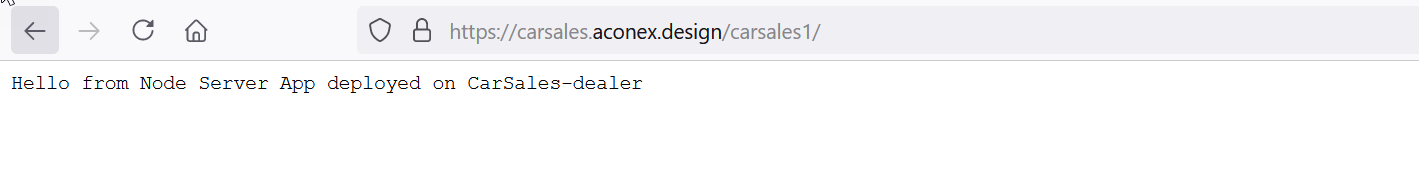 https://carsales.aconex.design/carsales1/
Hello from Node Server App deployed on CarSales-dealer